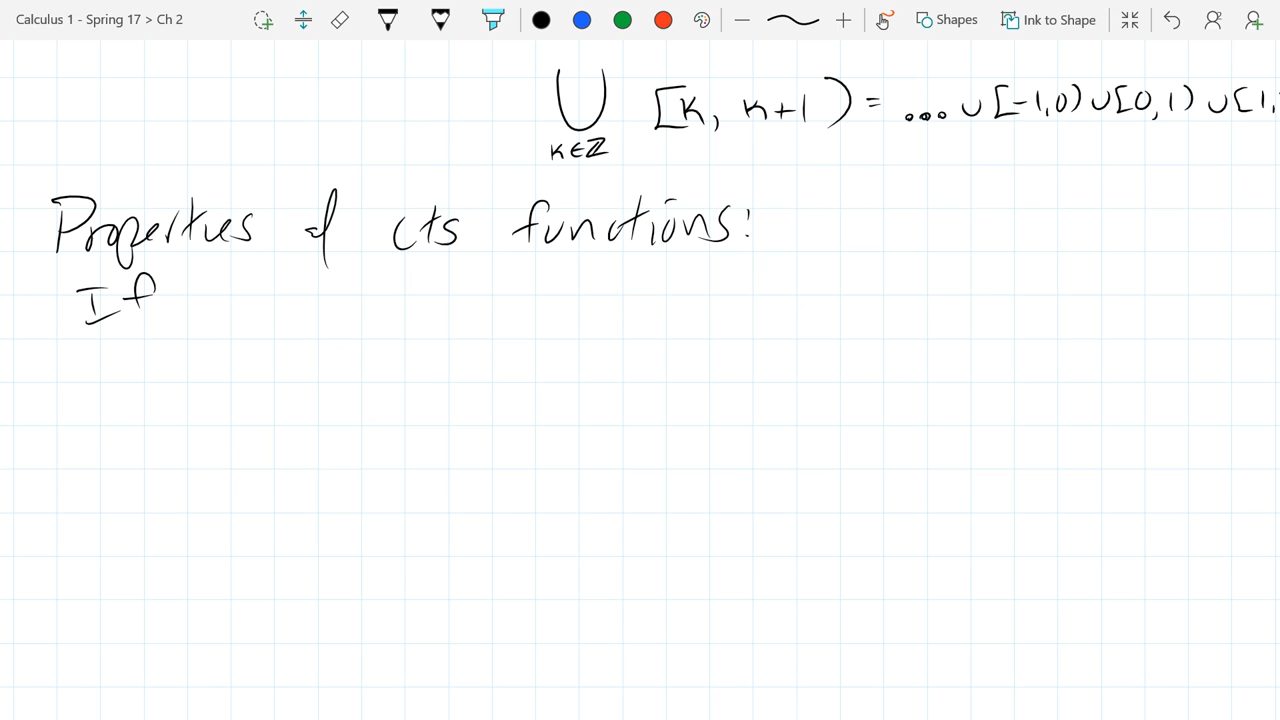 Calculus 1 - Spring 17 > Ch 2
Shapes
Ink to Shape
⋃ [k, k+1) = ... ∪ [-1,0) ∪ [0,1) ∪ [1,
k∈ℤ
Properties of cts functions:
If